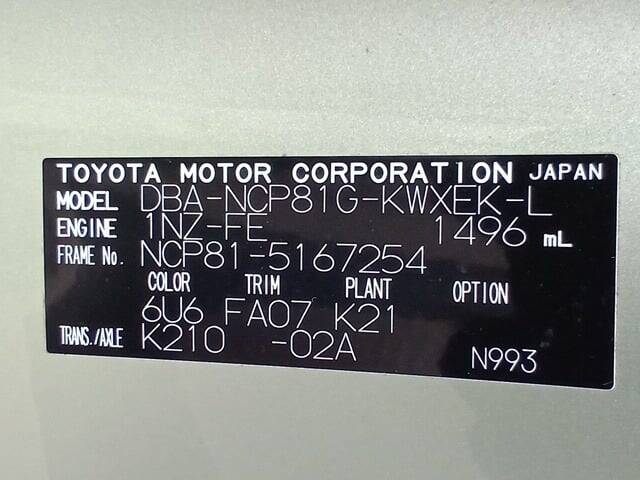 TOYOTA MOTOR CORPORATION JAPAN
MODEL DBA-NCP81G-KWXEK-L
ENGINE 1NZ-FE 1496 mL
FRAME No. NCP81-5167254
COLOR TRIM PLANT OPTION
6U6 FA07 K21
TRANS./AXLE K210 -02A N993